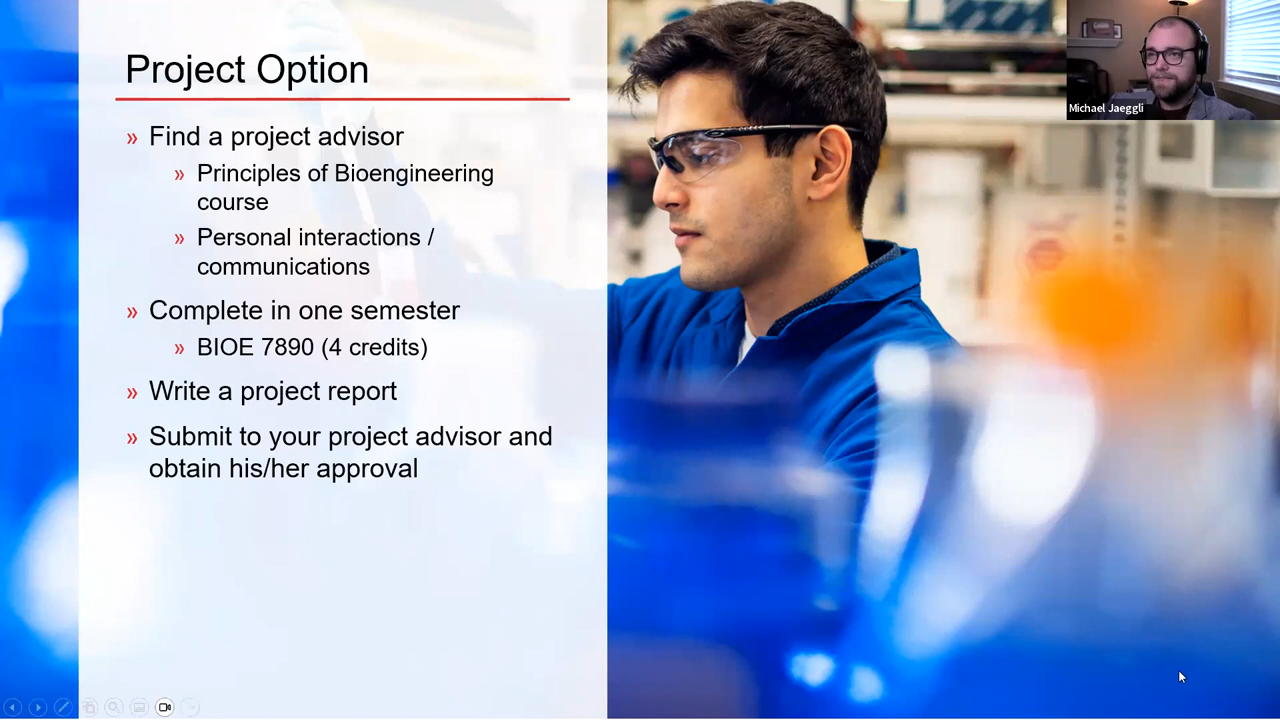 Project Option
» Find a project advisor
» Principles of Bioengineering
course
» Personal interactions /
communications
» Complete in one semester
» BIOE 7890 (4 credits)
» Write a project report
» Submit to your project advisor and
obtain his/her approval
Michael Jaeggli